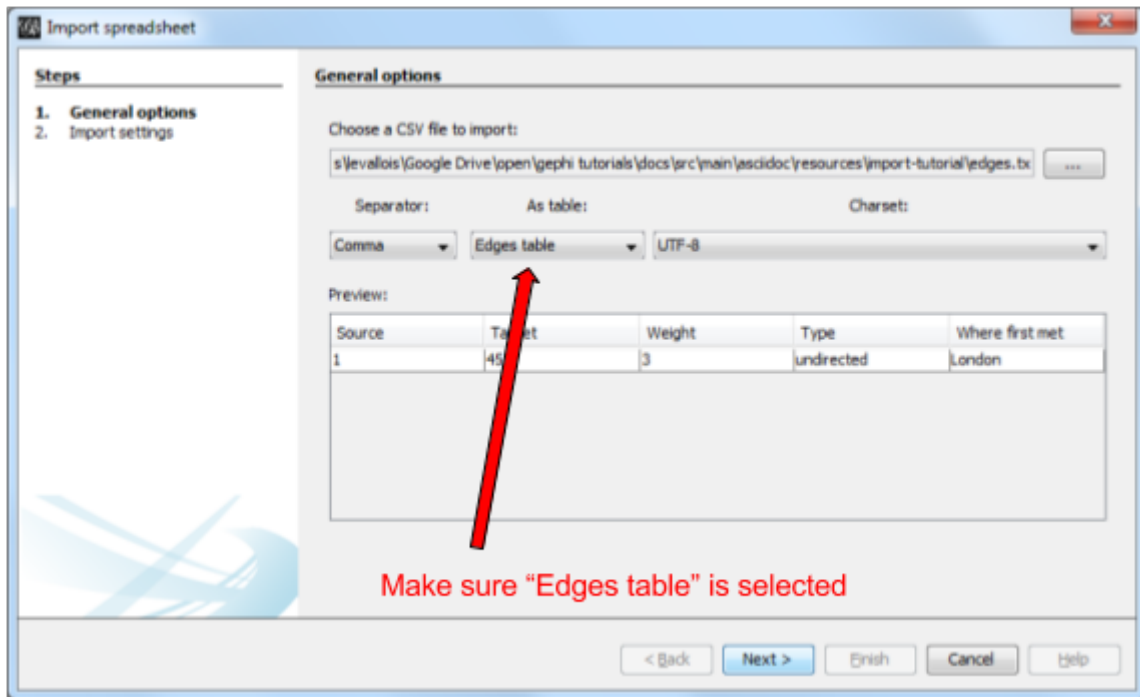 Import spreadsheet
Steps
1. General options
2. Import settings
General options
Choose a CSV file to import:
s\levallois\Google Drive\open\gephi tutorials\docs\src\main\asciidoc\resources\import-tutorial\edges.tx
...
Separator: As table: Charset:
Comma Edges table UTF-8
Preview:
Source Target Weight Type Where first met
1 45 3 undirected London
Make sure “Edges table” is selected
< Back Next > Finish Cancel Help